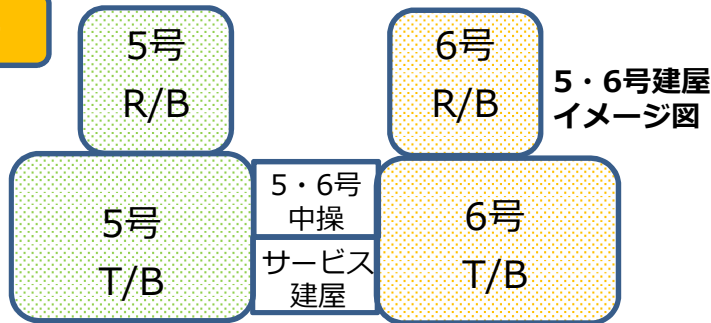 5号
R/B
6号
R/B
5・6号建屋
イメージ図
5号
T/B
5・6号
中操
サービス
建屋
6号
T/B